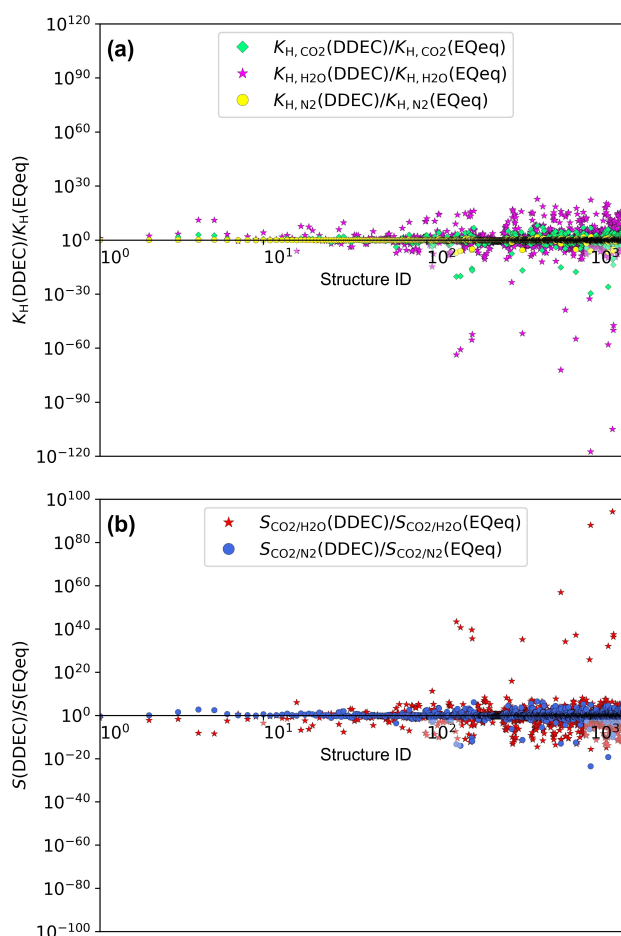 10^120
(a)
K_H, CO2(DDEC)/K_H, CO2(EQeq)
K_H, H2O(DDEC)/K_H, H2O(EQeq)
K_H, N2(DDEC)/K_H, N2(EQeq)
10^90
10^60
10^30
10^0
10^-30
10^-60
10^-90
10^-120
K_H(DDEC)/K_H(EQeq)
10^0
10^1
10^2
10^3
Structure ID
10^100
(b)
S_CO2/H2O(DDEC)/S_CO2/H2O(EQeq)
S_CO2/N2(DDEC)/S_CO2/N2(EQeq)
10^80
10^60
10^40
10^20
10^0
10^-20
10^-40
10^-60
10^-80
10^-100
S(DDEC)/S(EQeq)
10^0
10^1
10^2
10^3
Structure ID